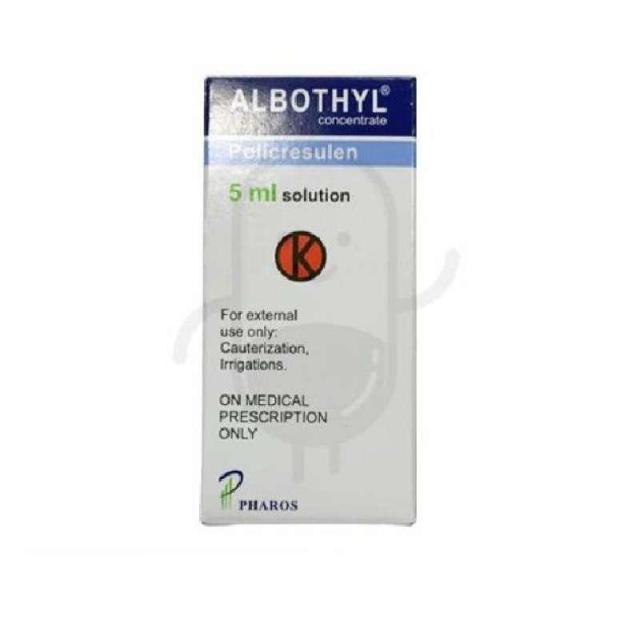 ALBOTHYL®
concentrate
Policresulen
5 ml solution
K
For external
use only:
Cauterization,
Irrigations.
ON MEDICAL
PRESCRIPTION
ONLY
PHAROS